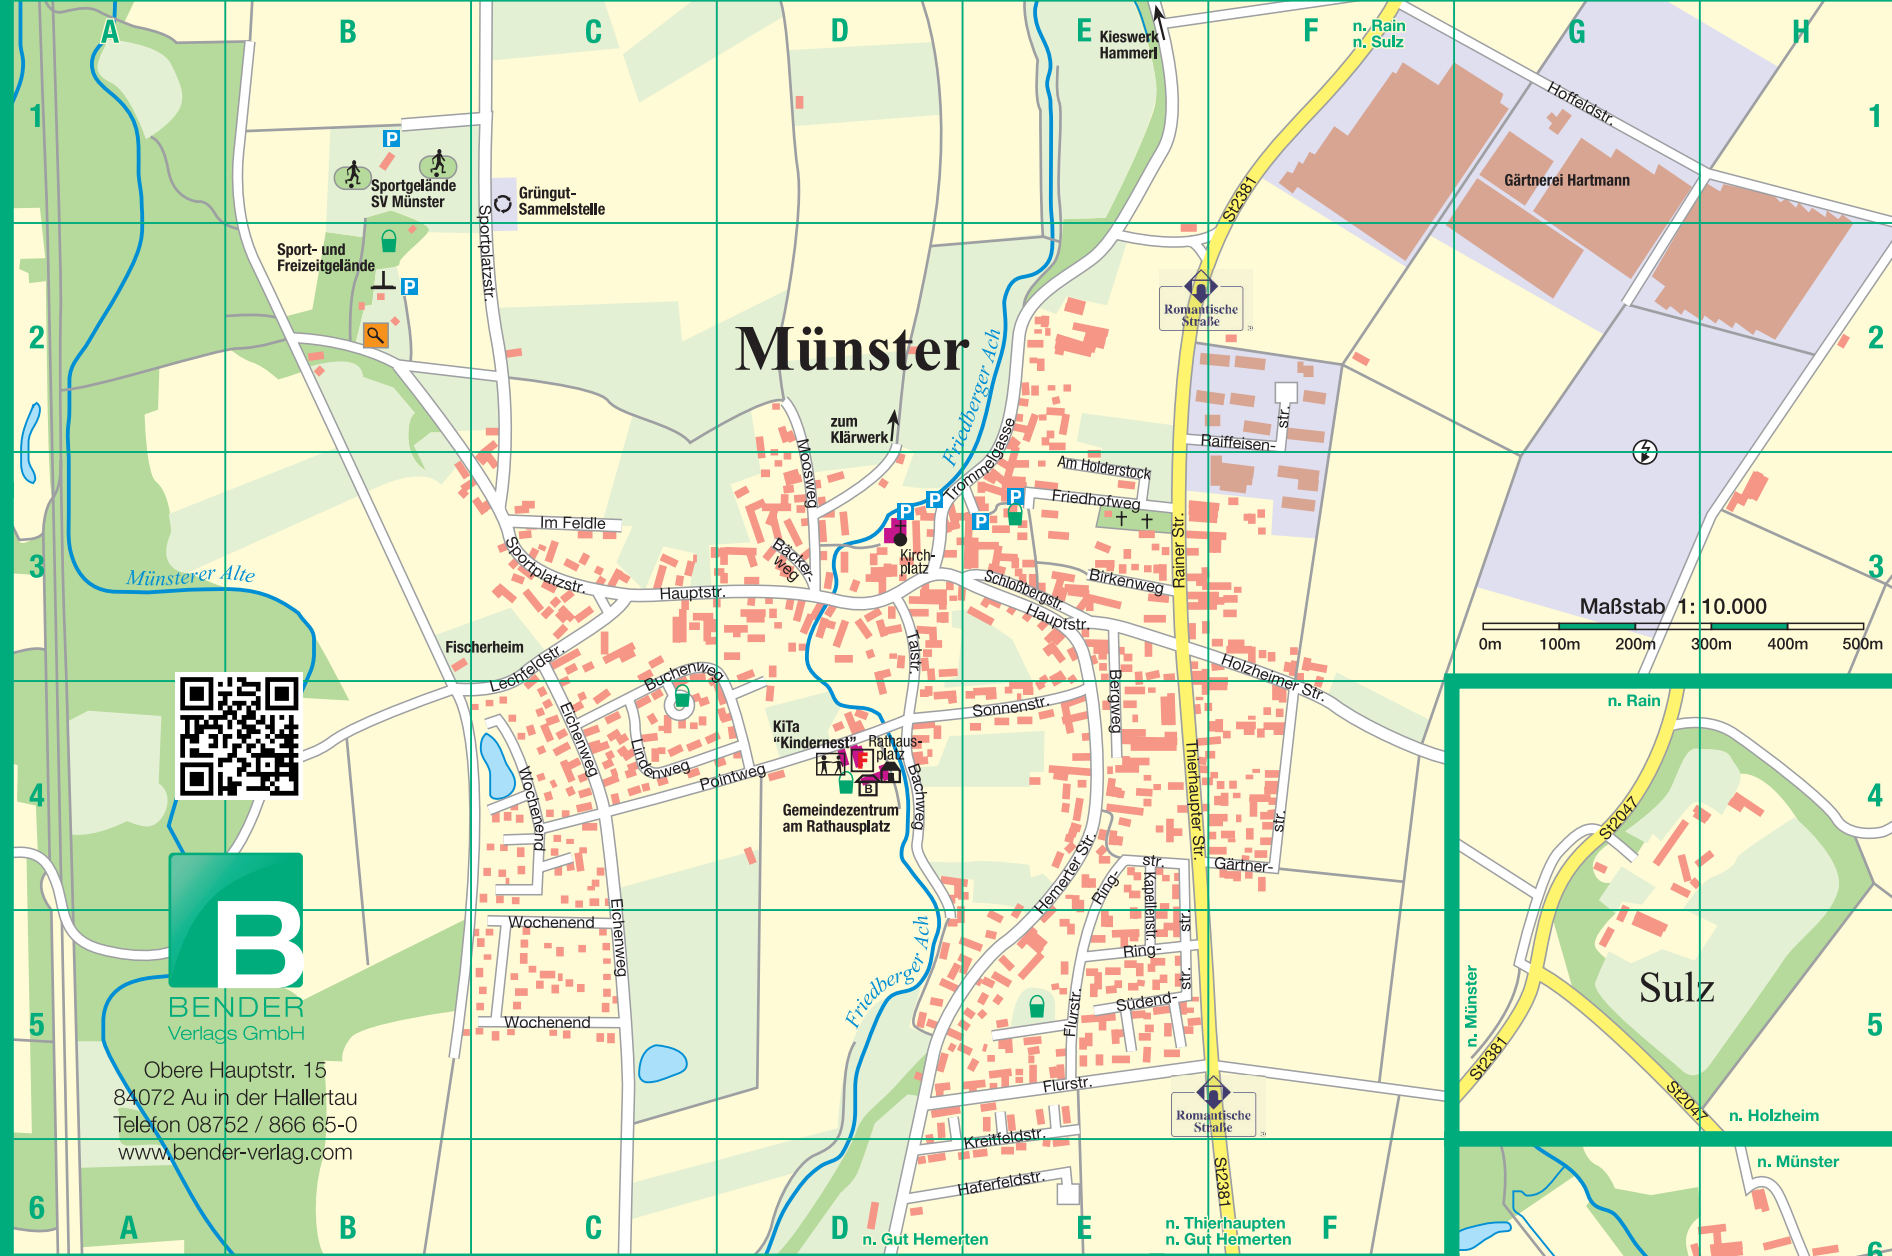 A
B
C
D
E
F
G
H
1
2
3
4
5
6
1
2
3
4
5
A
B
C
D
E
F
Kieswerk
Hammerl
n. Rain
n. Sulz
Hoffeldstr.
Gärtnerei Hartmann
St2381
P
Sportgelände
SV Münster
Grüngut-
Sammelstelle
Sportplatzstr.
Sport- und
Freizeitgelände
P
Romantische
Straße
Münster
Friedberger Ach
zum
Klärwerk
Moosweg
Trommelgasse
Raiffeisen-
str.
Am Holderstock
Friedhofweg
P
P
P
P
Im Feldle
Sportplatzstr.
Bäcker-
weg
Kirch-
platz
Rainer Str.
Hauptstr.
Schloßbergstr.
Hauptstr.
Birkenweg
Münsterer Alte
Maßstab 1: 10.000
0m
100m
200m
300m
400m
500m
Fischerheim
Lechfeldstr.
Buchenweg
Talstr.
Holzheimer Str.
Bergweg
Sonnenstr.
Eichenweg
Lindenweg
Pointweg
KiTa
"Kindernest"
Rathaus-
platz
F
B
Gemeindezentrum
am Rathausplatz
Bachweg
Thierhaupter Str.
Wochenend
Hemerter Str.
Gärtner-
str.
Ring-
str.
Kapellenstr.
str.
Ring-
str.
Südend-
Wochenend
Eichenweg
Wochenend
Friedberger Ach
Flurstr.
Flurstr.
Kreitfeldstr.
Haferfeldstr.
Romantische
Straße
St2381
n. Gut Hemerten
n. Thierhaupten
n. Gut Hemerten
n. Rain
St2047
Sulz
n. Münster
St2381
St2047
n. Holzheim
n. Münster
B
BENDER
Verlags GmbH
Obere Hauptstr. 15
84072 Au in der Hallertau
Telefon 08752 / 866 65-0
www.bender-verlag.com